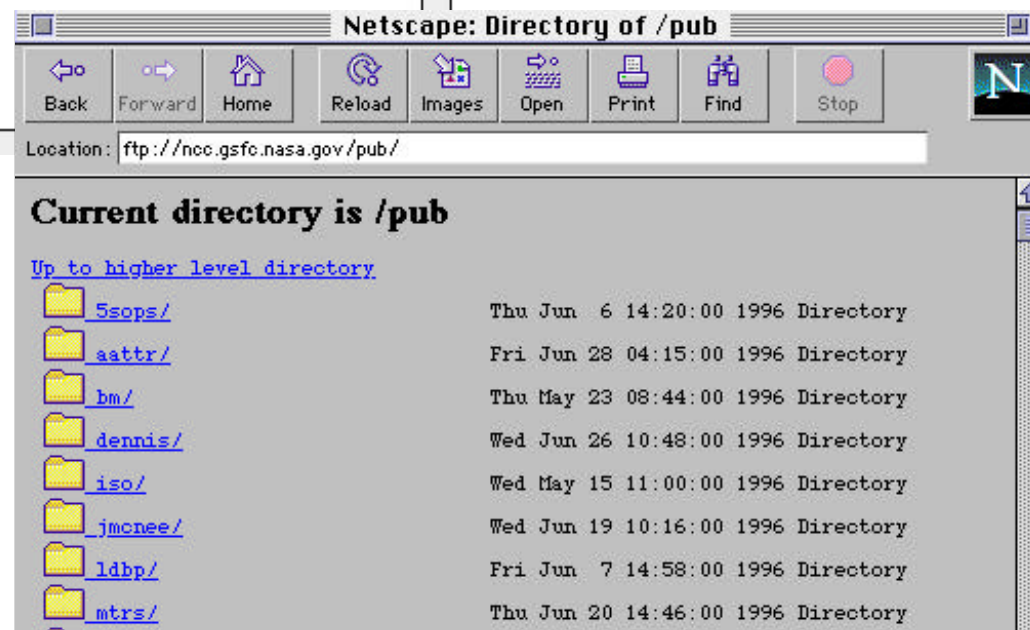 Netscape: Directory of /pub
Back Forward Home Reload Images Open Print Find Stop N
Location: ftp://ncc.gsfc.nasa.gov/pub/
Current directory is /pub
Up to higher level directory
5sops/ Thu Jun 6 14:20:00 1996 Directory
aattr/ Fri Jun 28 04:15:00 1996 Directory
bm/ Thu May 23 08:44:00 1996 Directory
dennis/ Wed Jun 26 10:48:00 1996 Directory
iso/ Wed May 15 11:00:00 1996 Directory
jmcnee/ Wed Jun 19 10:16:00 1996 Directory
ldbp/ Fri Jun 7 14:58:00 1996 Directory
mtrs/ Thu Jun 20 14:46:00 1996 Directory